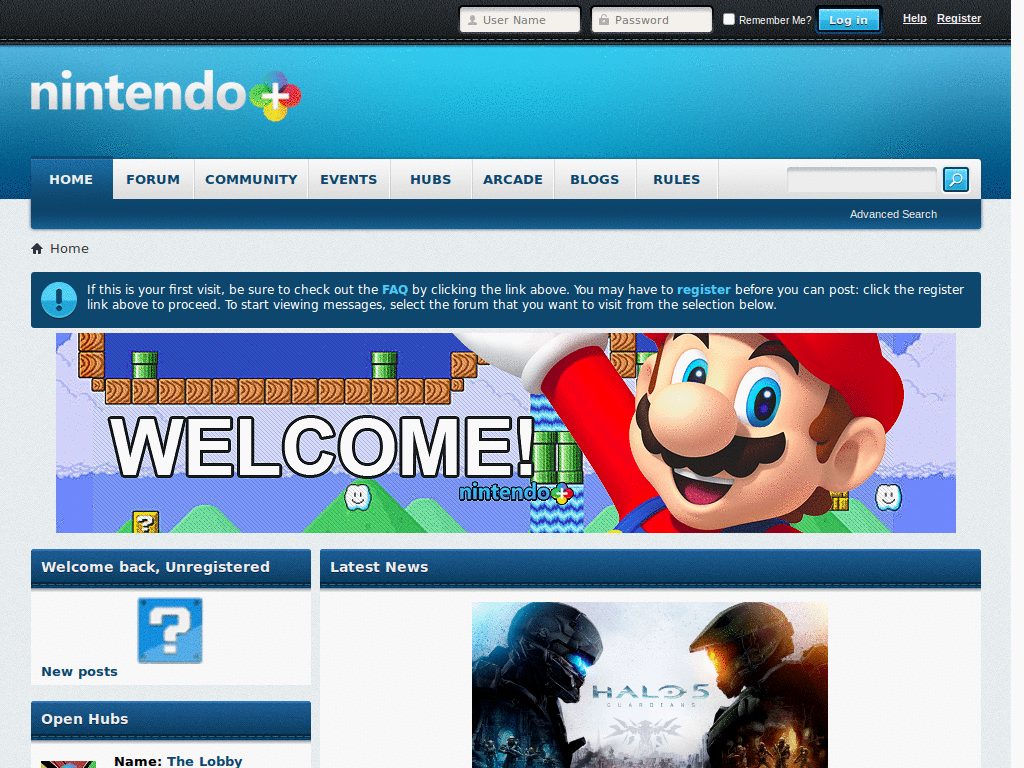 User Name
Password
Remember Me?
Log in
Help
Register
nintendo+
HOME
FORUM
COMMUNITY
EVENTS
HUBS
ARCADE
BLOGS
RULES
Advanced Search
Home
If this is your first visit, be sure to check out the FAQ by clicking the link above. You may have to register before you can post: click the register
link above to proceed. To start viewing messages, select the forum that you want to visit from the selection below.
WELCOME!
nintendo+
?
Welcome back, Unregistered
?
New posts
Open Hubs
Name: The Lobby
Latest News
HALO 5
GUARDIANS